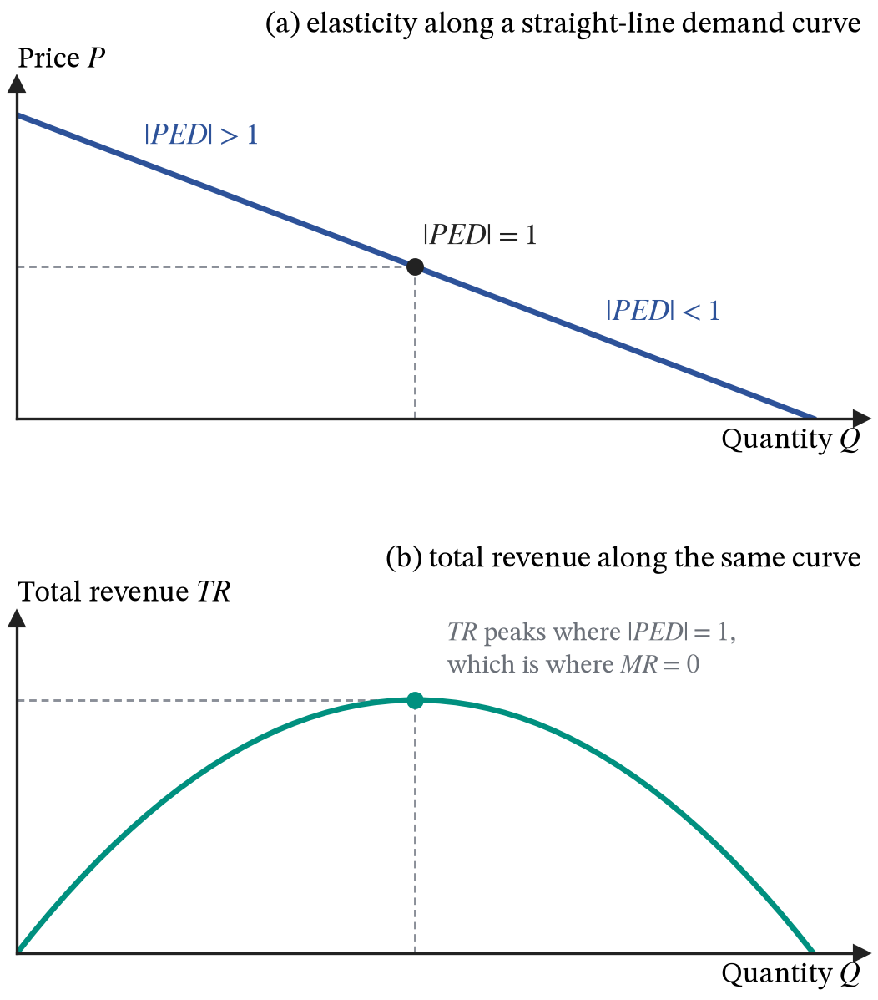 (a) elasticity along a straight-line demand curve
Price P
|PED| > 1
|PED| = 1
|PED| < 1
Quantity Q
(b) total revenue along the same curve
Total revenue TR
TR peaks where |PED| = 1,
which is where MR = 0
Quantity Q